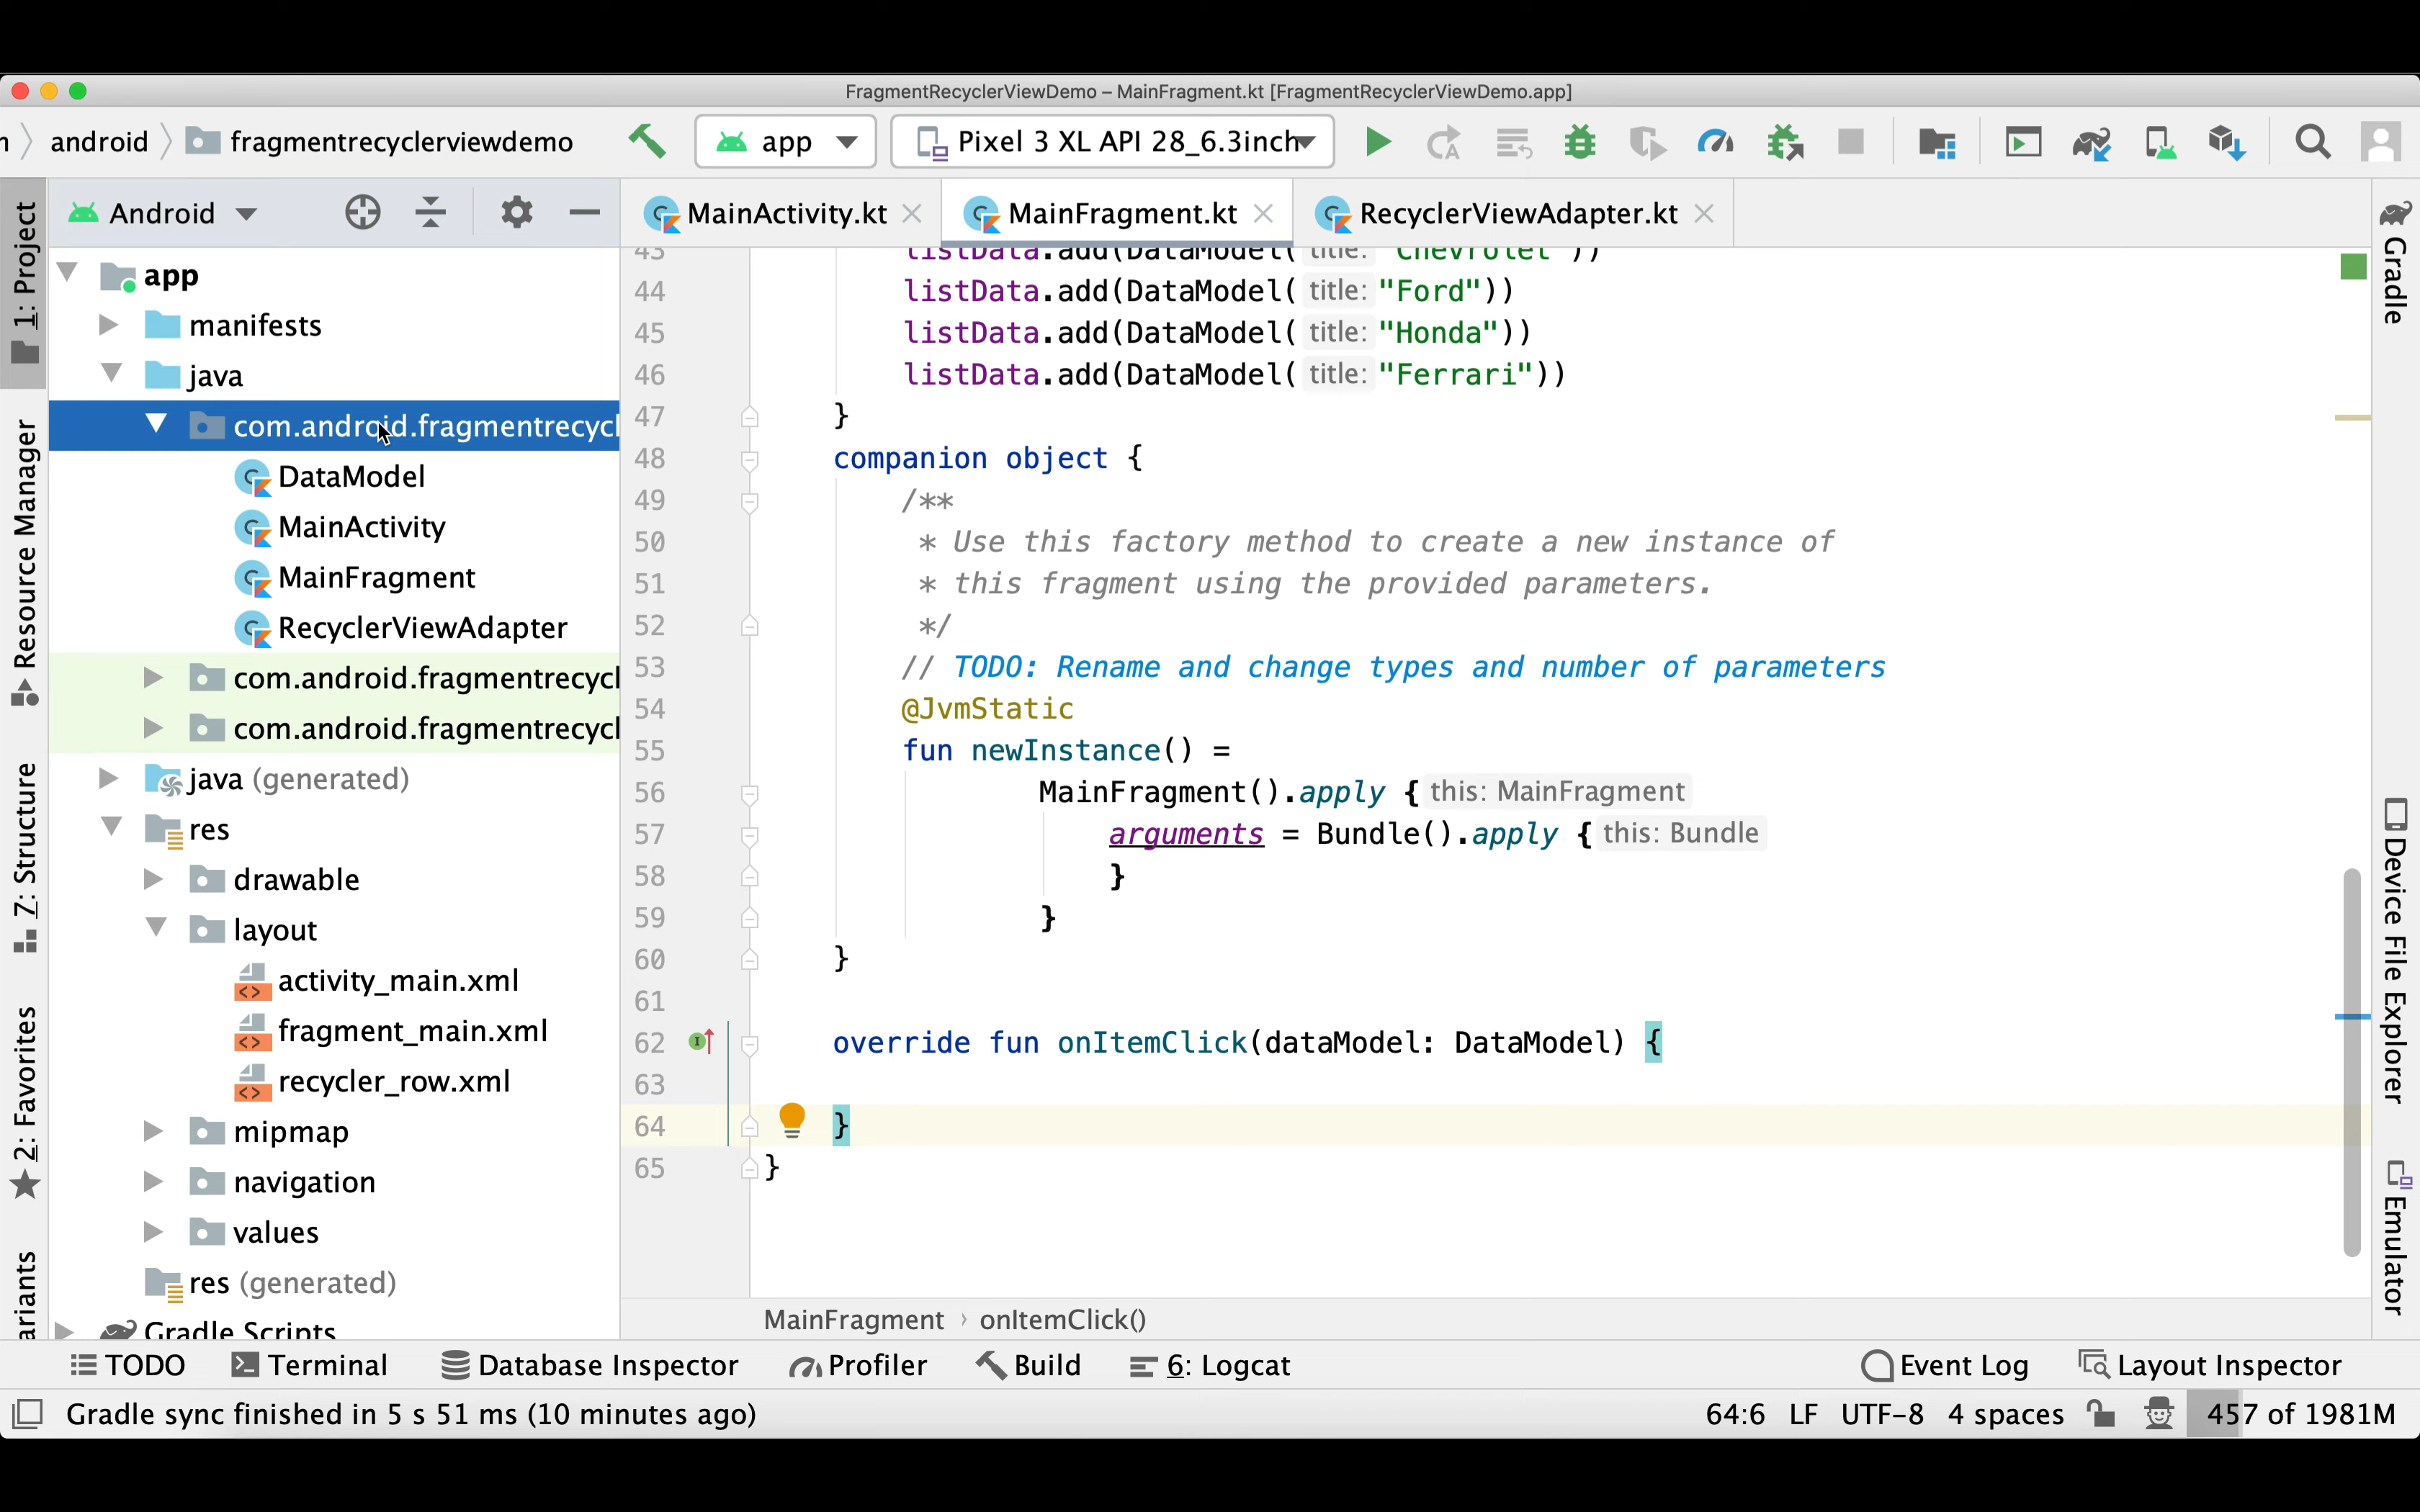 FragmentRecyclerViewDemo – MainFragment.kt [FragmentRecyclerViewDemo.app]
android
fragmentrecyclerviewdemo
app
Pixel 3 XL API 28_6.3inch
Android
MainActivity.kt
MainFragment.kt
RecyclerViewAdapter.kt
1: Project
Resource Manager
7: Structure
2: Favorites
app
manifests
java
com.android.fragmentrecycl
DataModel
MainActivity
MainFragment
RecyclerViewAdapter
com.android.fragmentrecycl
com.android.fragmentrecycl
java (generated)
res
drawable
layout
activity_main.xml
fragment_main.xml
recycler_row.xml
mipmap
navigation
values
res (generated)
Gradle Scripts
43 listData.add(DataModel( title: "Chevrolet"))
44 listData.add(DataModel( title: "Ford"))
45 listData.add(DataModel( title: "Honda"))
46 listData.add(DataModel( title: "Ferrari"))
47 }
48 companion object {
49 /**
50 * Use this factory method to create a new instance of
51 * this fragment using the provided parameters.
52 */
53 // TODO: Rename and change types and number of parameters
54 @JvmStatic
55 fun newInstance() =
56 MainFragment().apply { this: MainFragment
57 arguments = Bundle().apply { this: Bundle
58 }
59 }
60 }
61
62 override fun onItemClick(dataModel: DataModel) {
63
64 }
65 }
MainFragment › onItemClick()
Gradle
Device File Explorer
Emulator
TODO
Terminal
Database Inspector
Profiler
Build
6: Logcat
Event Log
Layout Inspector
Gradle sync finished in 5 s 51 ms (10 minutes ago)
64:6 LF UTF-8 4 spaces
457 of 1981M